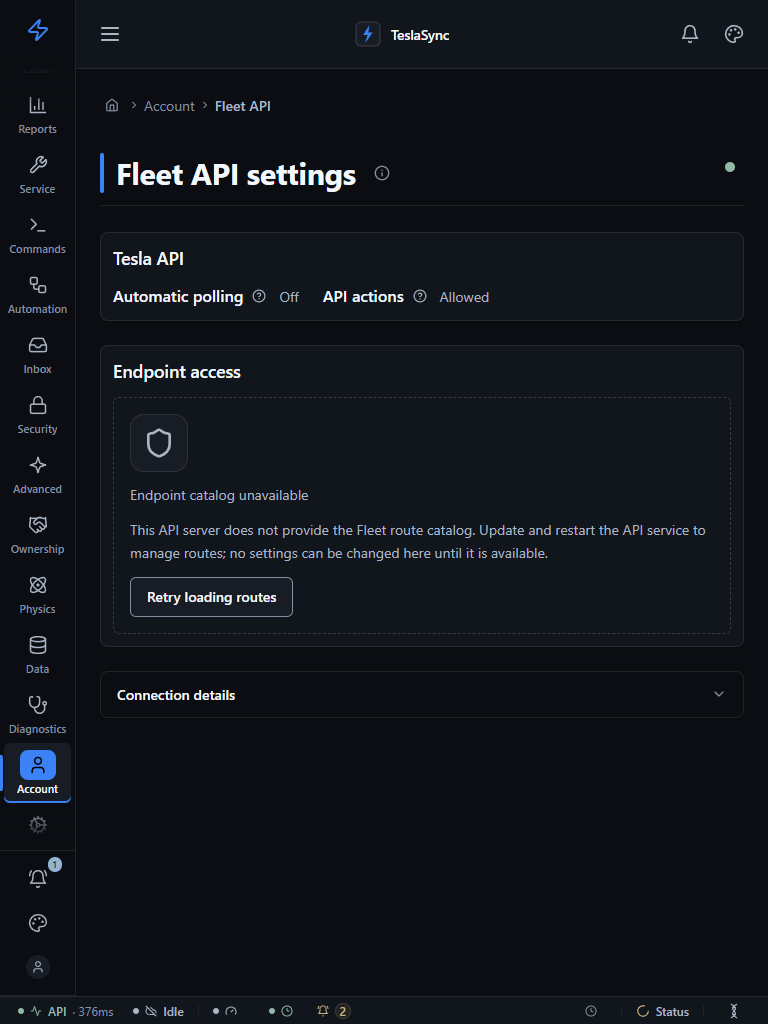 TeslaSync
Reports
Service
Commands
Automation
Inbox
Security
Advanced
Ownership
Physics
Data
Diagnostics
Account
1
Account
Fleet API
Fleet API settings
Tesla API
Automatic polling Off API actions Allowed
Endpoint access
Endpoint catalog unavailable
This API server does not provide the Fleet route catalog. Update and restart the API service to
manage routes; no settings can be changed here until it is available.
Retry loading routes
Connection details
API · 376ms Idle 2 Status